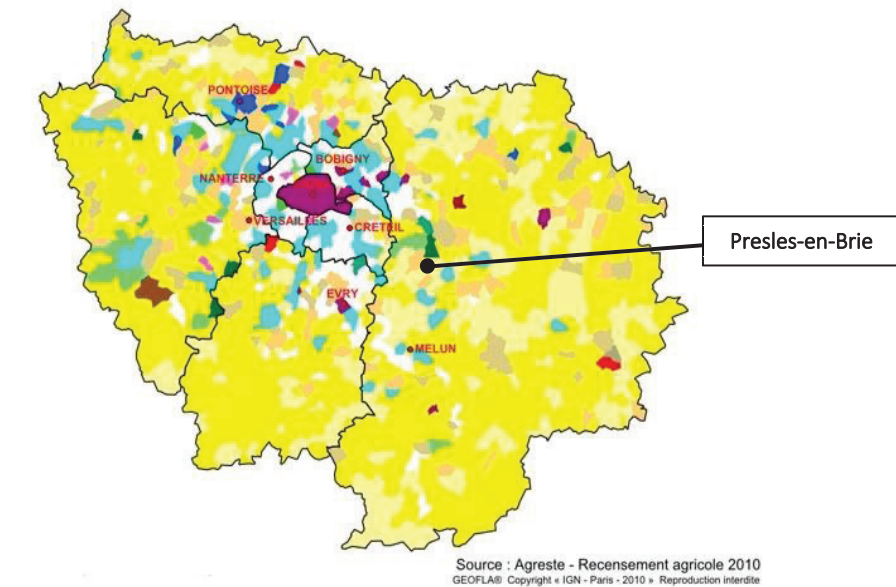 PONTOISE
BOBIGNY
NANTERRE
VERSAILLES
CRETEIL
Presles-en-Brie
EVRY
MELUN
Source : Agreste - Recensement agricole 2010
GEOFLA® Copyright « IGN - Paris - 2010 » Reproduction interdite